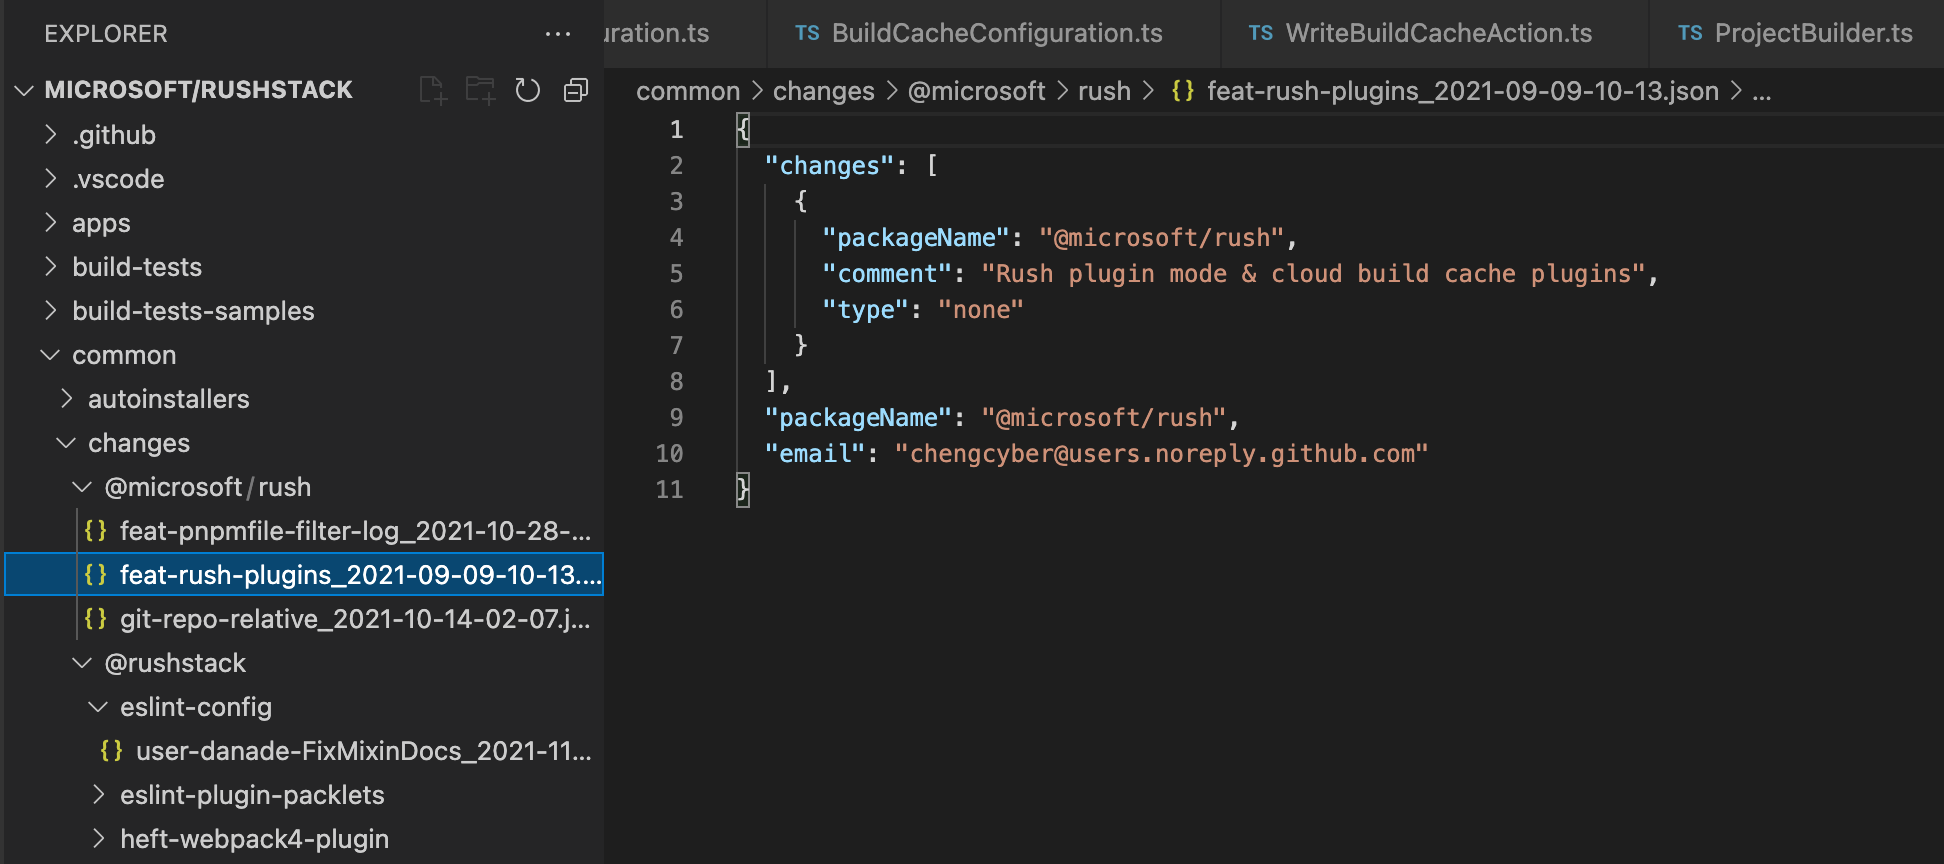 EXPLORER
MICROSOFT/RUSHSTACK
.github
.vscode
apps
build-tests
build-tests-samples
common
autoinstallers
changes
@microsoft/rush
feat-pnpmfile-filter-log_2021-10-28-...
feat-rush-plugins_2021-09-09-10-13....
git-repo-relative_2021-10-14-02-07.j...
@rushstack
eslint-config
user-danade-FixMixinDocs_2021-11...
eslint-plugin-packlets
heft-webpack4-plugin
uration.ts TS BuildCacheConfiguration.ts TS WriteBuildCacheAction.ts TS ProjectBuilder.ts
common > changes > @microsoft > rush > {} feat-rush-plugins_2021-09-09-10-13.json > ...
1 {
2 "changes": [
3 {
4 "packageName": "@microsoft/rush",
5 "comment": "Rush plugin mode & cloud build cache plugins",
6 "type": "none"
7 }
8 ],
9 "packageName": "@microsoft/rush",
10 "email": "chengcyber@users.noreply.github.com"
11 }